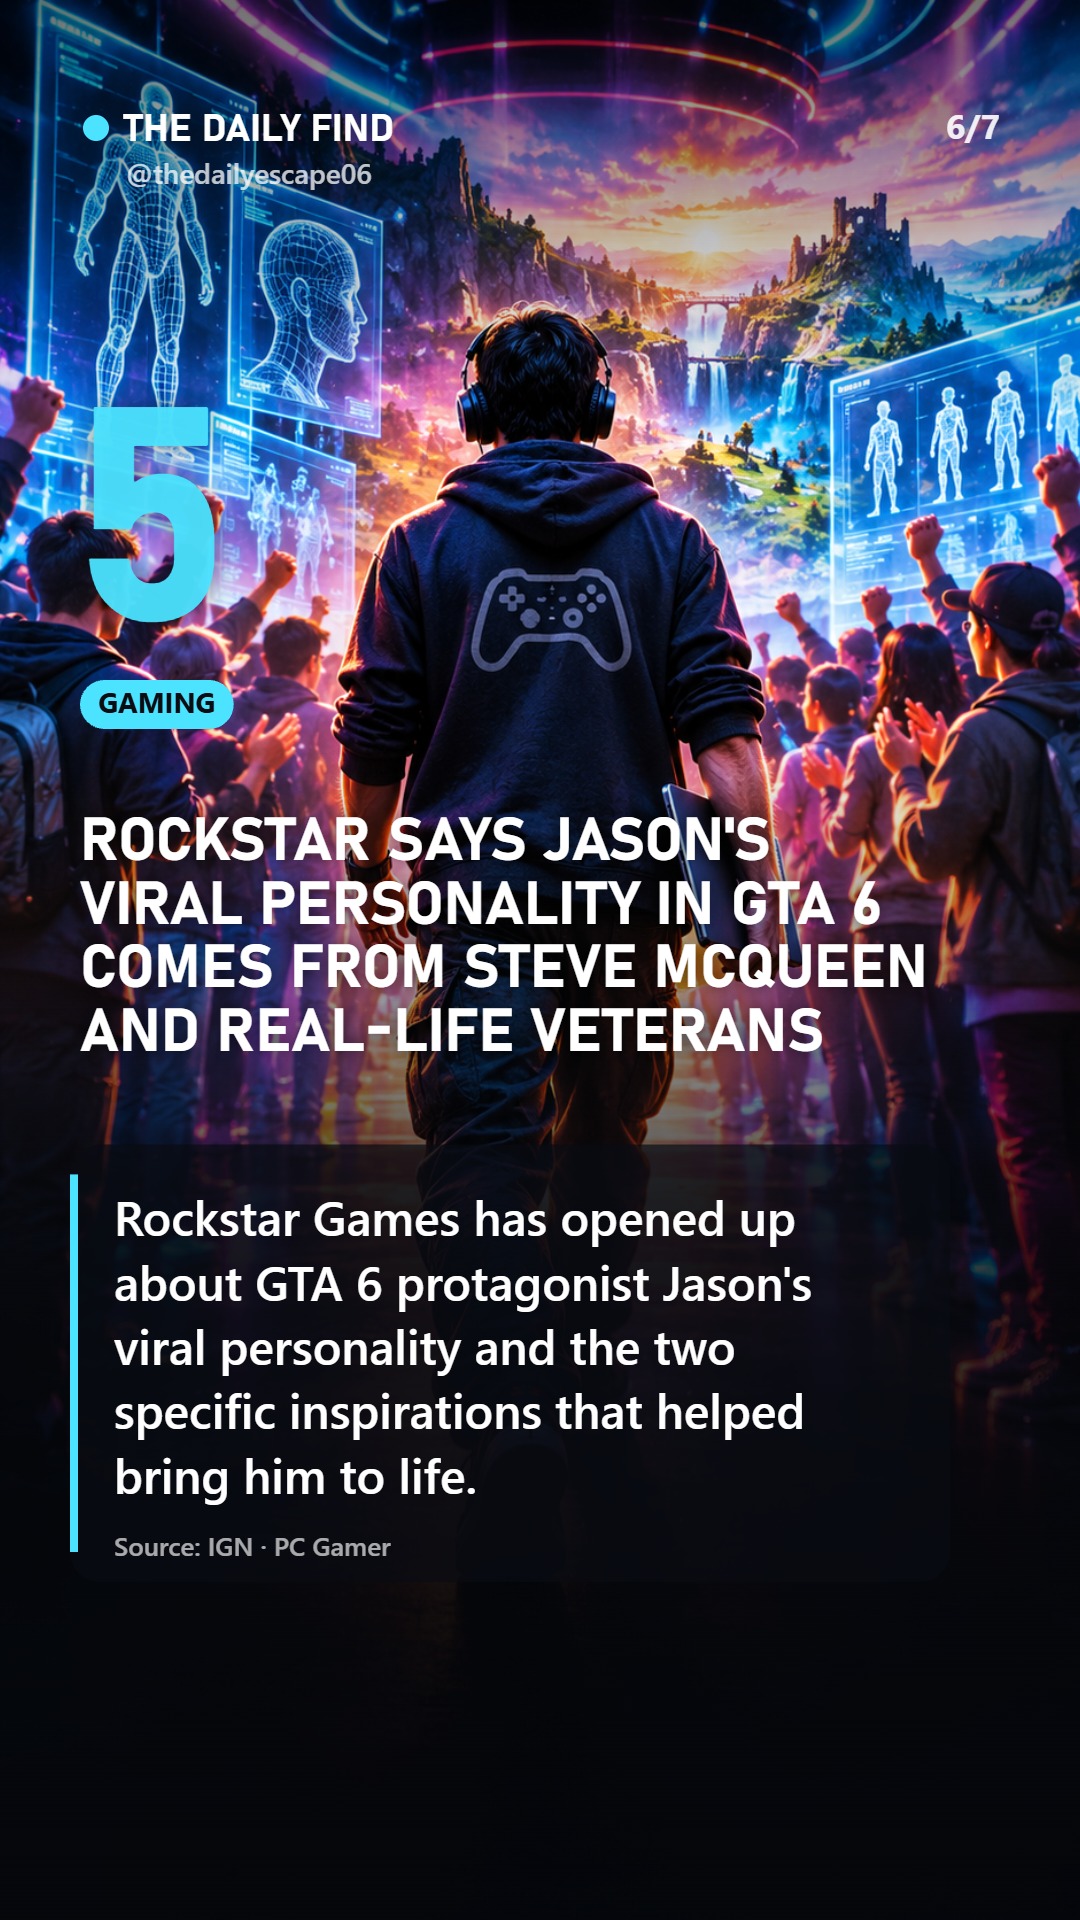 THE DAILY FIND
6/7
@thedailyescape06
5
GAMING
ROCKSTAR SAYS JASON'S
VIRAL PERSONALITY IN GTA 6
COMES FROM STEVE MCQUEEN
AND REAL-LIFE VETERANS
Rockstar Games has opened up
about GTA 6 protagonist Jason's
viral personality and the two
specific inspirations that helped
bring him to life.
Source: IGN · PC Gamer